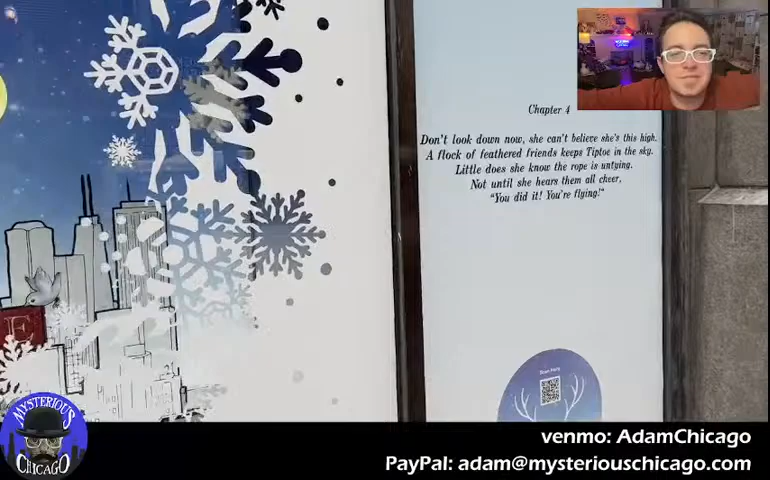 Chapter 4
Don't look down now, she can't believe she's this high.
A flock of feathered friends keeps Tiptoe in the sky.
Little does she know the rope is untying.
Not until she hears them all cheer,
"You did it! You're flying!"
E
MYSTERIOUS
CHICAGO
venmo: AdamChicago
PayPal: adam@mysteriouschicago.com